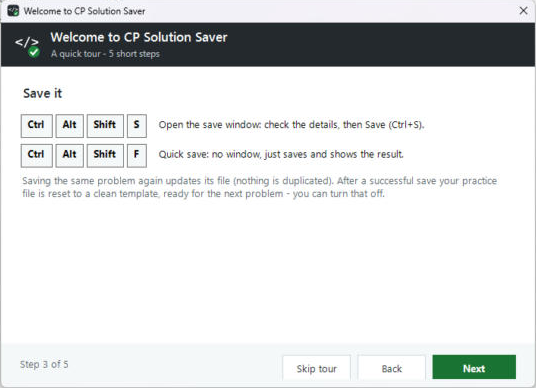 Welcome to CP Solution Saver
Welcome to CP Solution Saver
</>
A quick tour - 5 short steps
Save it
Ctrl Alt Shift S Open the save window: check the details, then Save (Ctrl+S).
Ctrl Alt Shift F Quick save: no window, just saves and shows the result.
Saving the same problem again updates its file (nothing is duplicated). After a successful save your practice
file is reset to a clean template, ready for the next problem - you can turn that off.
Step 3 of 5 Skip tour Back Next